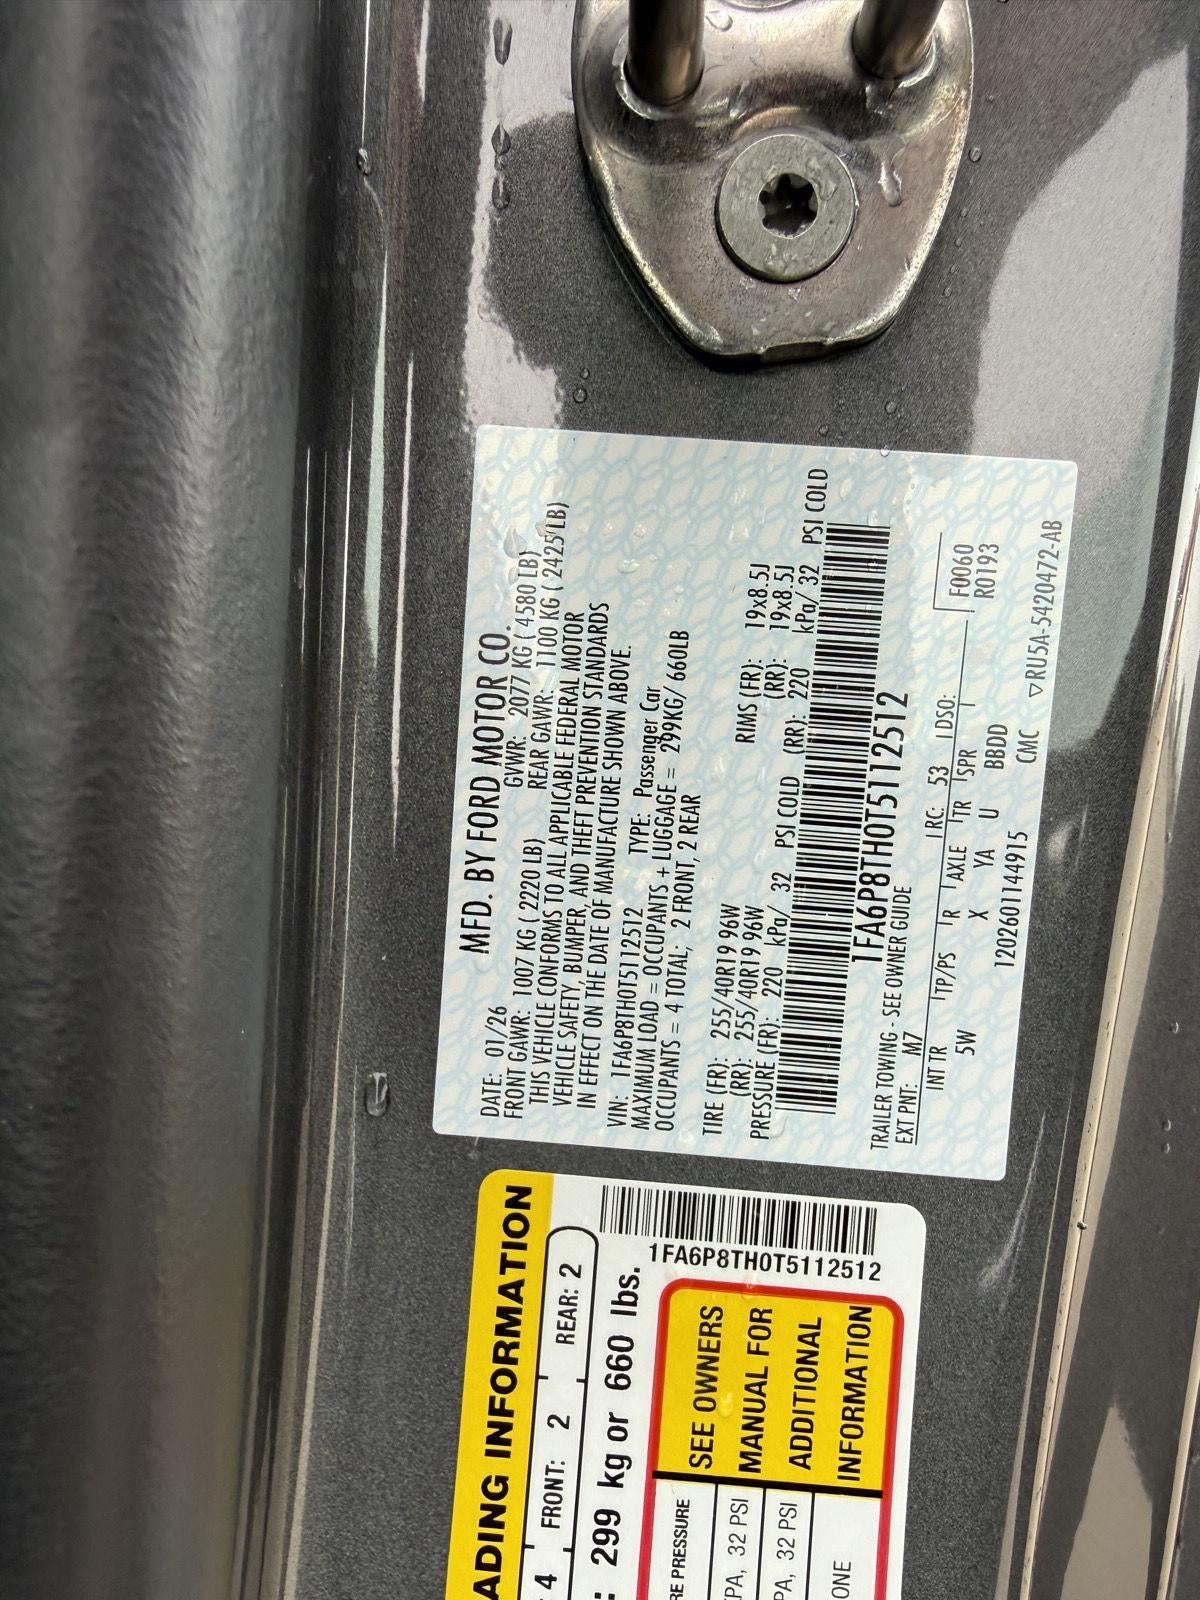 MFD. BY FORD MOTOR CO.
DATE: 01/26 GVWR: 2077 KG ( 4580 LB)
FRONT GAWR: 1007 KG ( 2220 LB) REAR GAWR: 1100 KG ( 2425 LB)
THIS VEHICLE CONFORMS TO ALL APPLICABLE FEDERAL MOTOR
VEHICLE SAFETY, BUMPER, AND THEFT PREVENTION STANDARDS
IN EFFECT ON THE DATE OF MANUFACTURE SHOWN ABOVE.
VIN: 1FA6P8TH0T5112512 TYPE: Passenger Car
MAXIMUM LOAD = OCCUPANTS + LUGGAGE = 299KG/ 660LB
OCCUPANTS = 4 TOTAL; 2 FRONT, 2 REAR
TIRE (FR): 255/40R19 96W RIMS (FR): 19x8.5J
(RR): 255/40R19 96W (RR): 19x8.5J
PRESSURE (FR): 220 kPa/ 32 PSI COLD (RR): 220 kPa/ 32 PSI COLD
1FA6P8TH0T5112512
TRAILER TOWING - SEE OWNER GUIDE
EXT PNT: M7 RC: 53 DSO:
INT TR TP/PS R AXLE TR SPR F0060
5W X YA U BBDD R0193
1202601144915 CMC ▽RU5A-5420472-AB
ADING INFORMATION
4 FRONT: 2 REAR: 2
: 299 kg or 660 lbs.
1FA6P8TH0T5112512
RE PRESSURE
PA, 32 PSI
PA, 32 PSI
ONE
SEE OWNERS
MANUAL FOR
ADDITIONAL
INFORMATION